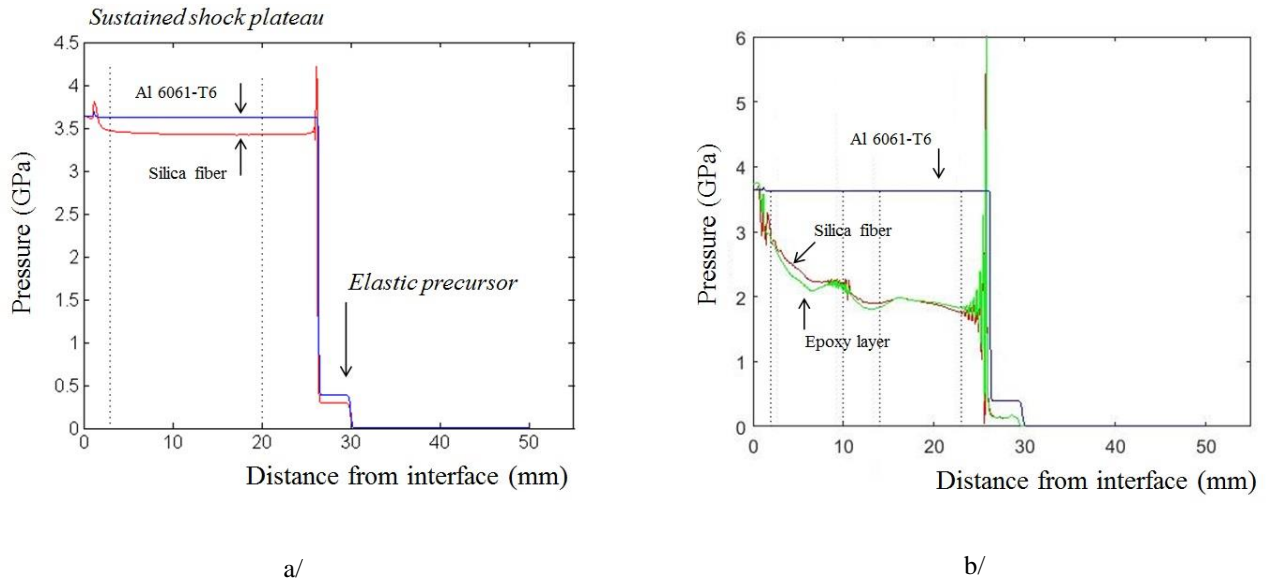 Sustained shock plateau
4.5
4
3.5
3
2.5
2
1.5
1
0.5
0
Pressure (GPa)
Al 6061-T6
Silica fiber
Elastic precursor
0 10 20 30 40 50
Distance from interface (mm)
a/
6
5
4
3
2
1
0
Pressure (GPa)
Al 6061-T6
Silica fiber
Epoxy layer
0 10 20 30 40 50
Distance from interface (mm)
b/